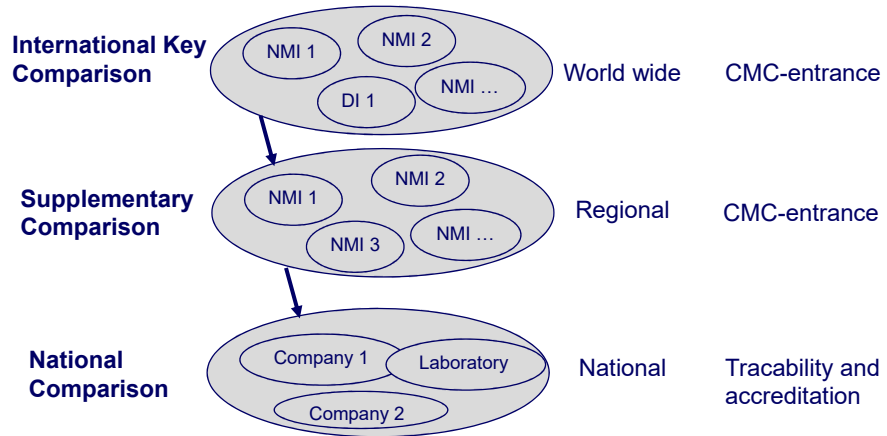 International Key
Comparison
NMI 1
NMI 2
DI 1
NMI …
World wide
CMC-entrance
Supplementary
Comparison
NMI 1
NMI 2
NMI 3
NMI …
Regional
CMC-entrance
National
Comparison
Company 1
Laboratory
Company 2
National
Tracability and
accreditation